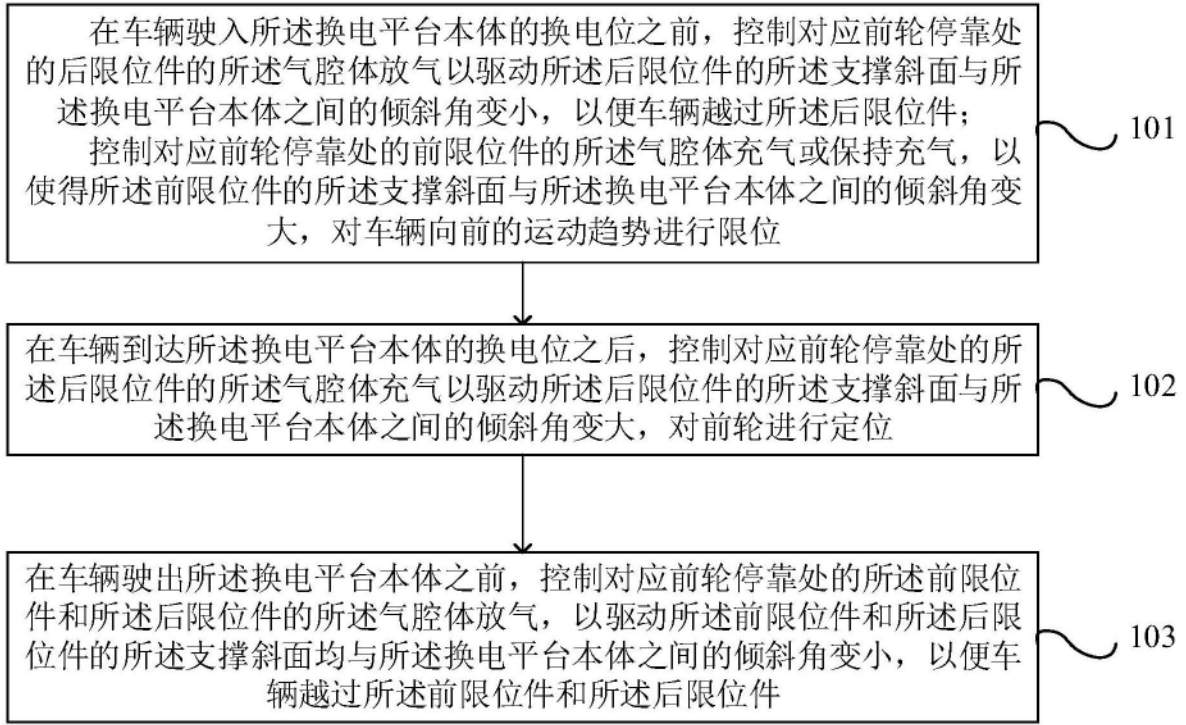 在车辆驶入所述换电平台本体的换电位之前，控制对应前轮停靠处
的后限位件的所述气腔体放气以驱动所述后限位件的所述支撑斜面与所
述换电平台本体之间的倾斜角变小，以便车辆越过所述后限位件；
控制对应前轮停靠处的前限位件的所述气腔体充气或保持充气，以
使得所述前限位件的所述支撑斜面与所述换电平台本体之间的倾斜角变
大，对车辆向前的运动趋势进行限位
101
在车辆到达所述换电平台本体的换电位之后，控制对应前轮停靠处的所
述后限位件的所述气腔体充气以驱动所述后限位件的所述支撑斜面与所
述换电平台本体之间的倾斜角变大，对前轮进行定位
102
在车辆驶出所述换电平台本体之前，控制对应前轮停靠处的所述前限位
件和所述后限位件的所述气腔体放气，以驱动所述前限位件和所述后限
位件的所述支撑斜面均与所述换电平台本体之间的倾斜角变小，以便车
辆越过所述前限位件和所述后限位件
103